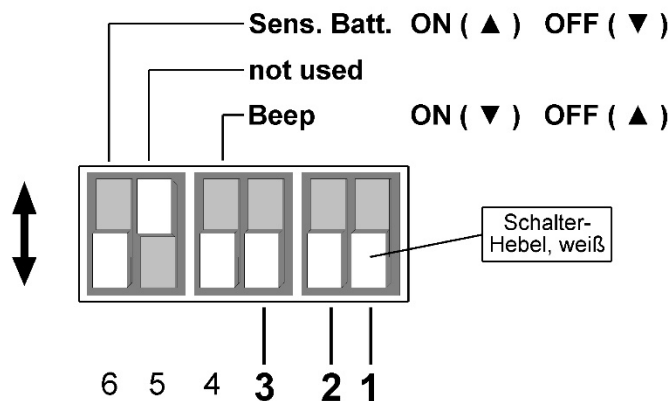 Sens. Batt. ON ( ▲ ) OFF ( ▼ )
not used
Beep ON ( ▼ ) OFF ( ▲ )
Schalter-
Hebel, weiß
6 5 4 3 2 1